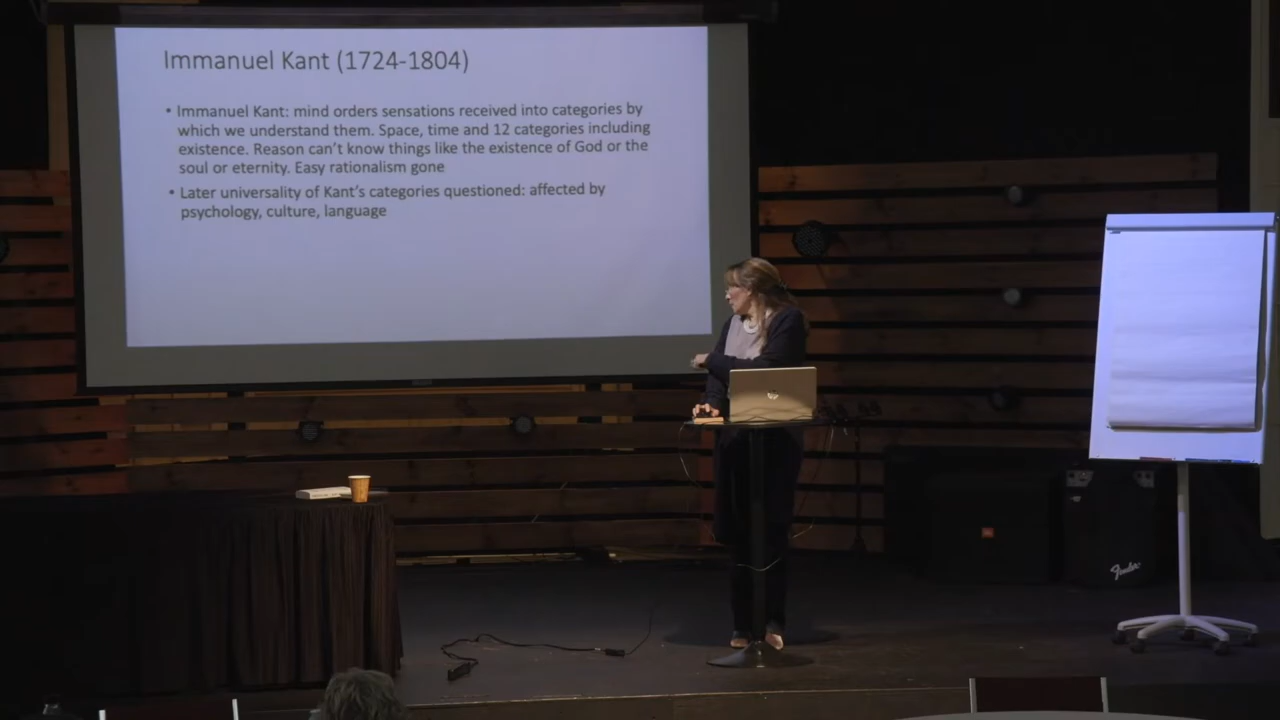 Immanuel Kant (1724-1804)
• Immanuel Kant: mind orders sensations received into categories by
which we understand them. Space, time and 12 categories including
existence. Reason can't know things like the existence of God or the
soul or eternity. Easy rationalism gone
• Later universality of Kant's categories questioned: affected by
psychology, culture, language
hp
Fender